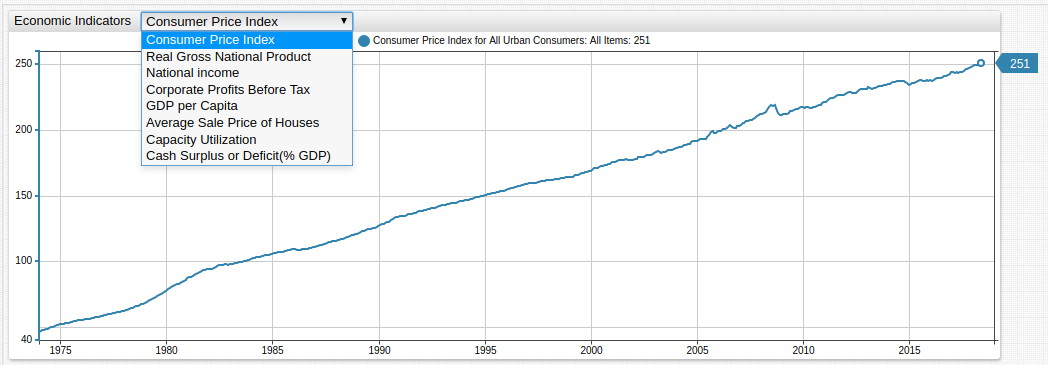 Economic Indicators Consumer Price Index ▼
Consumer Price Index
Real Gross National Product
National income
Corporate Profits Before Tax
GDP per Capita
Average Sale Price of Houses
Capacity Utilization
Cash Surplus or Deficit(% GDP)
Consumer Price Index for All Urban Consumers: All Items: 251
250
251
200
150
100
40
1975 1980 1985 1990 1995 2000 2005 2010 2015